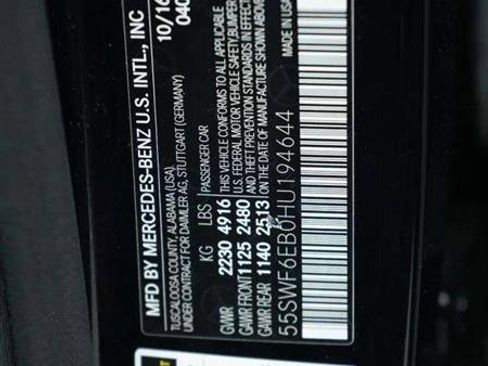 MFD BY MERCEDES-BENZ U.S. INTL., INC
TUSCALOOSA COUNTY, ALABAMA (USA),
UNDER CONTRACT FOR DAIMLER AG, STUTTGART (GERMANY)
10/16
040
KG LBS PASSENGER CAR
GVWR 2230 4916
GAWR FRONT 1125 2480
GAWR REAR 1140 2513
THIS VEHICLE CONFORMS TO ALL APPLICABLE
U.S. FEDERAL MOTOR VEHICLE SAFETY, BUMPER
AND THEFT PREVENTION STANDARDS IN EFFECT
ON THE DATE OF MANUFACTURE SHOWN ABOVE
55SWF6EB0HU194644
MADE IN USA